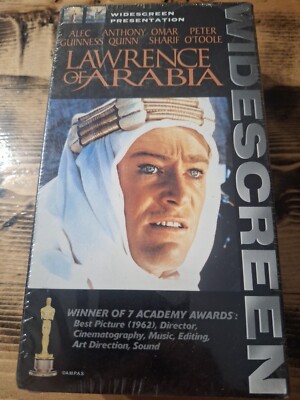 WIDESCREEN
PRESENTATION
ALEC ANTHONY OMAR PETER
GUINNESS QUINN SHARIF O'TOOLE
LAWRENCE
OF ARABIA
WIDESCREEN
WINNER OF 7 ACADEMY AWARDS®:
Best Picture (1962), Director,
Cinematography, Music, Editing,
Art Direction, Sound
©AMPAS®